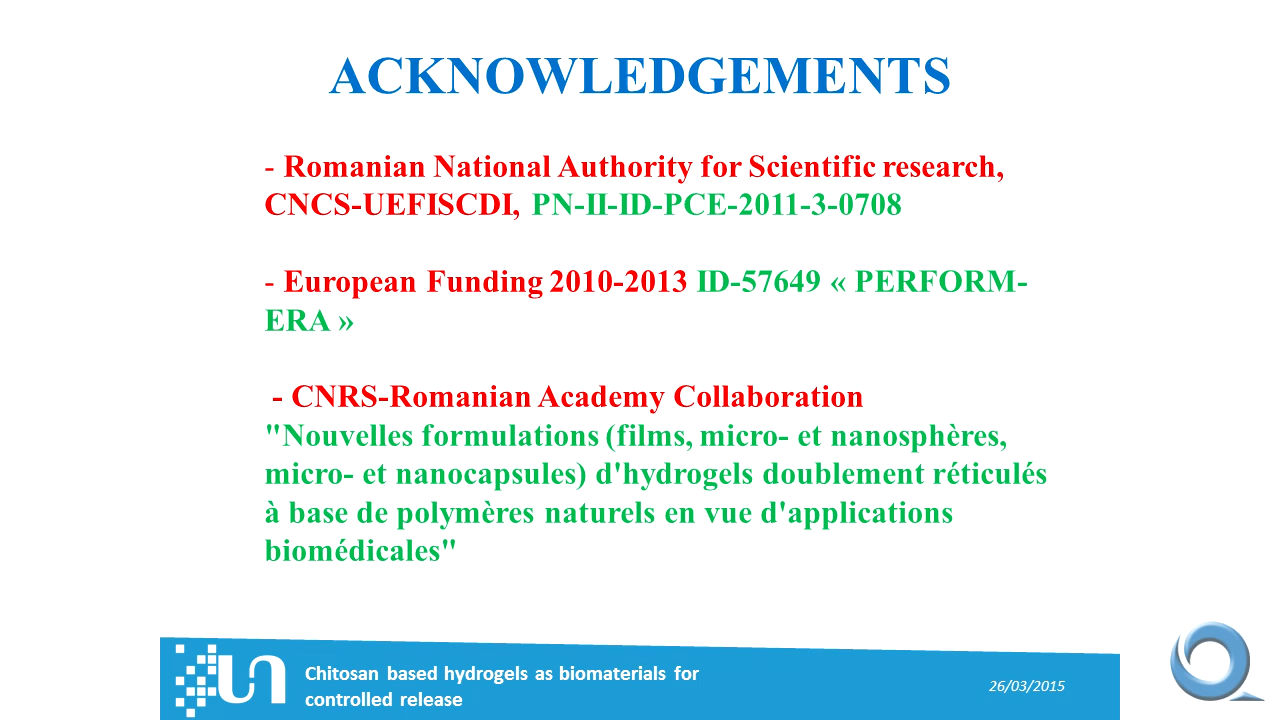 ACKNOWLEDGEMENTS
- Romanian National Authority for Scientific research,
CNCS-UEFISCDI, PN-II-ID-PCE-2011-3-0708
- European Funding 2010-2013 ID-57649 « PERFORM-
ERA »
- CNRS-Romanian Academy Collaboration
"Nouvelles formulations (films, micro- et nanosphères,
micro- et nanocapsules) d'hydrogels doublement réticulés
à base de polymères naturels en vue d'applications
biomédicales"
Chitosan based hydrogels as biomaterials for
controlled release
26/03/2015